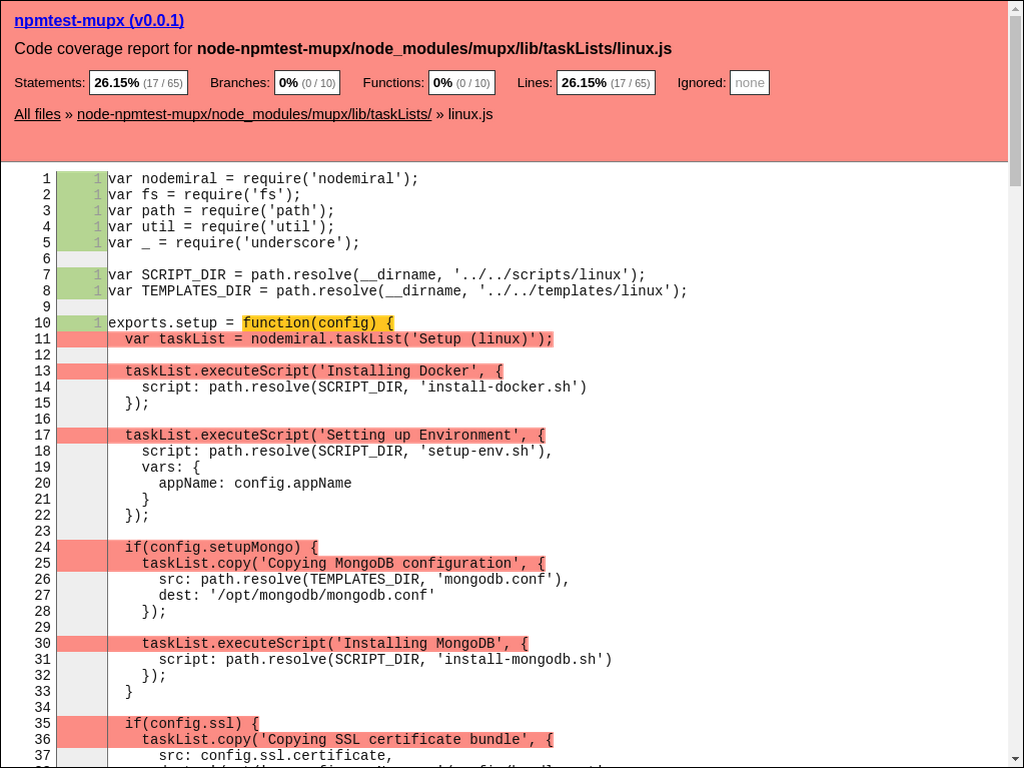 npmtest-mupx (v0.0.1)
Code coverage report for node-npmtest-mupx/node_modules/mupx/lib/taskLists/linux.js
Statements: 26.15% (17 / 65) Branches: 0% (0 / 10) Functions: 0% (0 / 10) Lines: 26.15% (17 / 65) Ignored: none
All files » node-npmtest-mupx/node_modules/mupx/lib/taskLists/ » linux.js
1 1 var nodemiral = require('nodemiral');
2 1 var fs = require('fs');
3 1 var path = require('path');
4 1 var util = require('util');
5 1 var _ = require('underscore');
6
7 1 var SCRIPT_DIR = path.resolve(__dirname, '../../scripts/linux');
8 1 var TEMPLATES_DIR = path.resolve(__dirname, '../../templates/linux');
9
10 1 exports.setup = function(config) {
11 var taskList = nodemiral.taskList('Setup (linux)');
12
13 taskList.executeScript('Installing Docker', {
14 script: path.resolve(SCRIPT_DIR, 'install-docker.sh')
15 });
16
17 taskList.executeScript('Setting up Environment', {
18 script: path.resolve(SCRIPT_DIR, 'setup-env.sh'),
19 vars: {
20 appName: config.appName
21 }
22 });
23
24 if(config.setupMongo) {
25 taskList.copy('Copying MongoDB configuration', {
26 src: path.resolve(TEMPLATES_DIR, 'mongodb.conf'),
27 dest: '/opt/mongodb/mongodb.conf'
28 });
29
30 taskList.executeScript('Installing MongoDB', {
31 script: path.resolve(SCRIPT_DIR, 'install-mongodb.sh')
32 });
33 }
34
35 if(config.ssl) {
36 taskList.copy('Copying SSL certificate bundle', {
37 src: config.ssl.certificate,